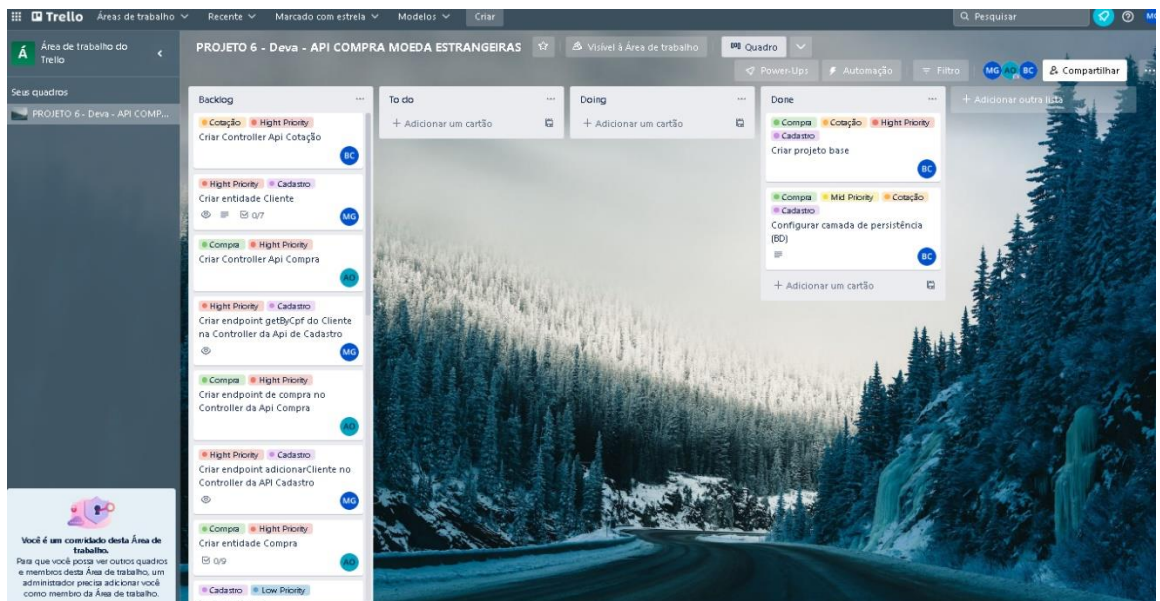 Trello Áreas de trabalho Recente Marcado com estrela Modelos Criar Pesquisar
Á Área de trabalho do Trello
Seus quadros
PROJETO 6 - Deva - API COMP...
Você é um convidado desta Área de
trabalho.
Para que você possa ver outros quadros
e membros desta Área de trabalho, um
administrador precisa adicionar você
como membro da Área de trabalho.
PROJETO 6 - Deva - API COMPRA MOEDA ESTRANGEIRAS Visível à Área de trabalho Quadro
Power-Ups Automação Filtro MG AO BC Compartilhar
Backlog
Cotação Hight Priority
Criar Controller Api Cotação
BC
Hight Priority Cadastro
Criar entidade Cliente
0/7 MG
Compra Hight Priority
Criar Controller Api Compra
AO
Hight Priority Cadastro
Criar endpoint getByCpf do Cliente
na Controller da Api de Cadastro
MG
Compra Hight Priority
Criar endpoint de compra no
Controller da Api Compra
AO
Hight Priority Cadastro
Criar endpoint adicionarCliente no
Controller da API Cadastro
MG
Compra Hight Priority
Criar entidade Compra
0/9 AO
Cadastro Low Priority
To do
+ Adicionar um cartão
Doing
+ Adicionar um cartão
Done
Compra Cotação Hight Priority
Cadastro
Criar projeto base
BC
Compra Mid Priority Cotação
Cadastro
Configurar camada de persistência
(BD)
BC
+ Adicionar um cartão
+ Adicionar outra lista